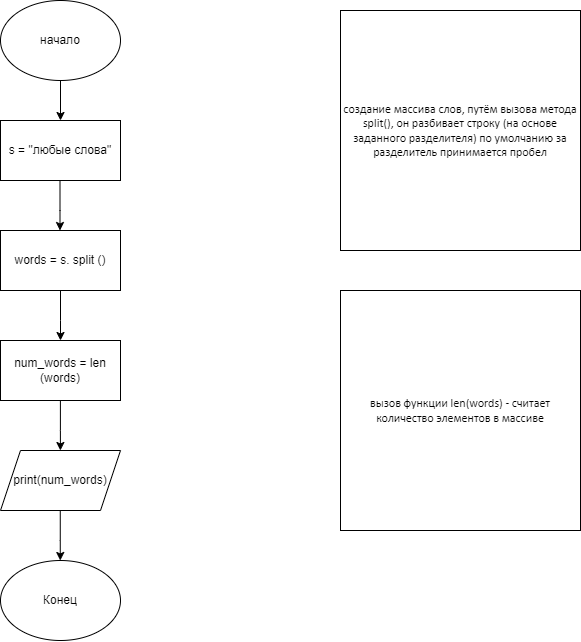 начало
s = "любые слова"
words = s. split ()
num_words = len
(words)
print(num_words)
Конец
создание массива слов, путём вызова метода
split(), он разбивает строку (на основе
заданного разделителя) по умолчанию за
разделитель принимается пробел
вызов функции len(words) - считает
количество элементов в массиве